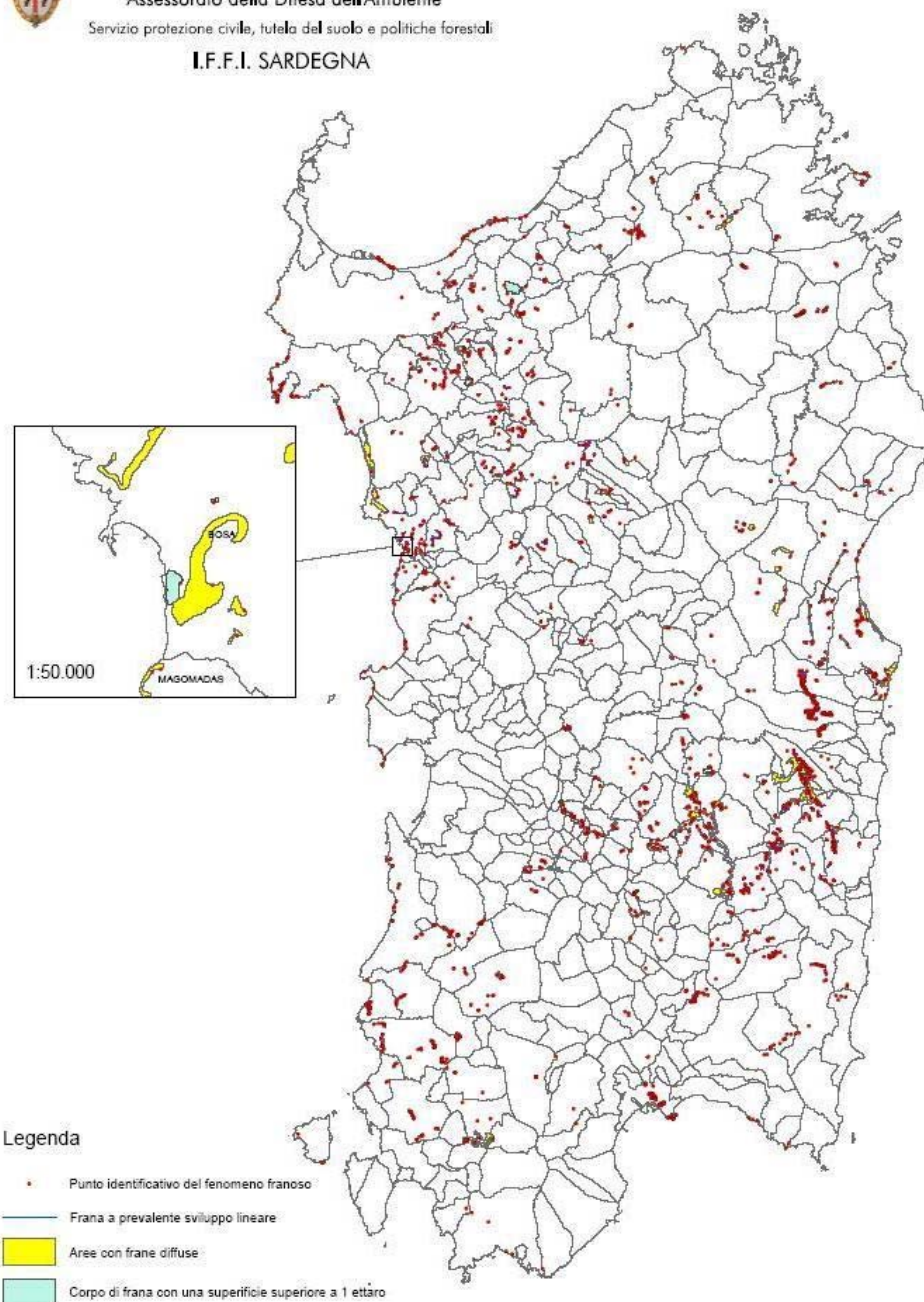 Assessorato della Difesa dell'Ambiente
Servizio protezione civile, tutela del suolo e politiche forestali
I.F.F.I. SARDEGNA
BOSA
1:50.000
MAGOMADAS
Legenda
Punto identificativo del fenomeno franoso
Frana a prevalente sviluppo lineare
Aree con frane diffuse
Corpo di frana con una superficie superiore a 1 ettaro